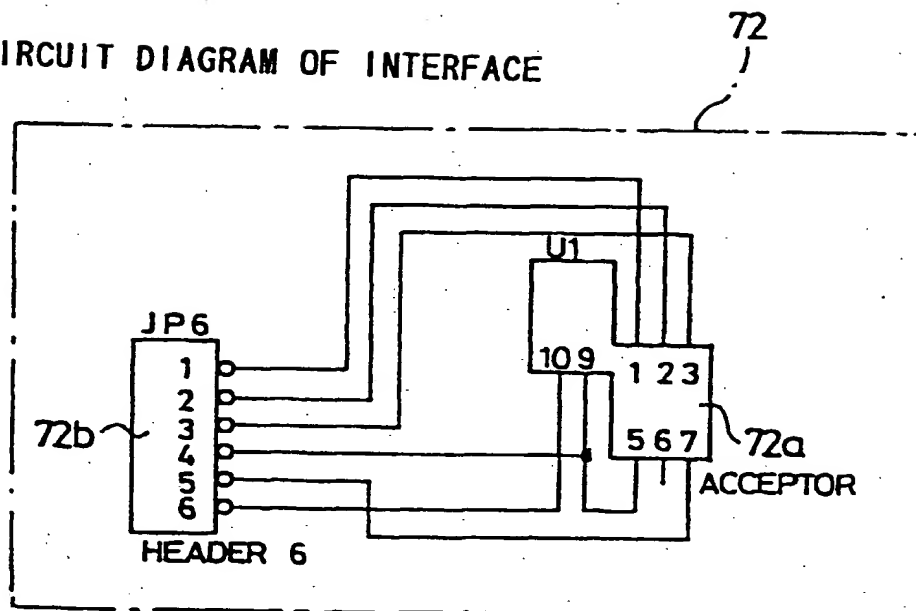 72
IRCUIT DIAGRAM OF INTERFACE
U1
JP6
1
2
3
4
5
6
10 9
1 2 3
5 6 7
72b
72a
ACCEPTOR
HEADER 6